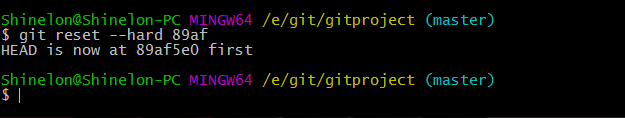 Shinelon@Shinelon-PC MINGW64 /e/git/gitproject (master)
$ git reset --hard 89af
HEAD is now at 89af5e0 first
Shinelon@Shinelon-PC MINGW64 /e/git/gitproject (master)
$